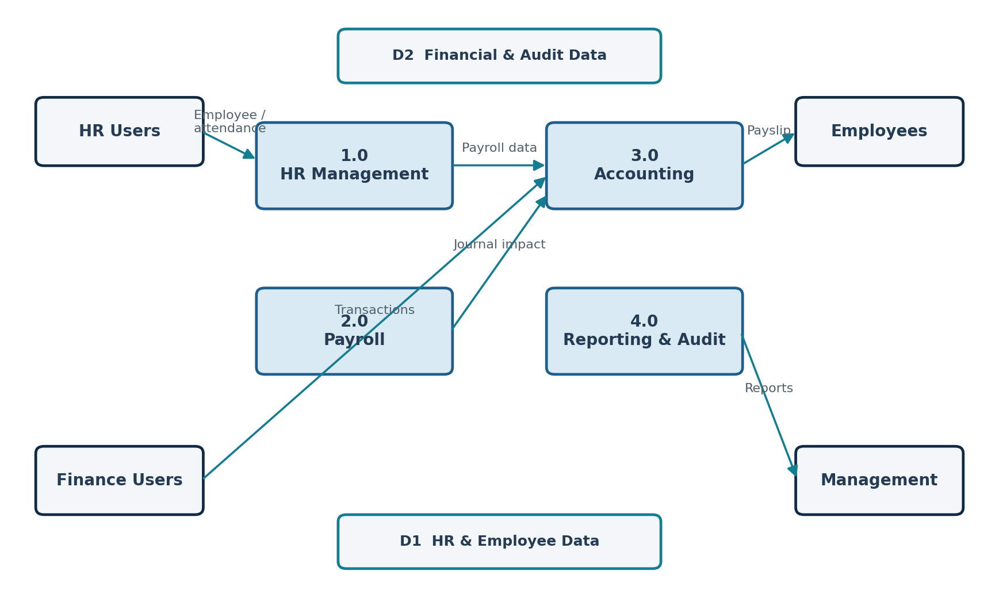 D2  Financial & Audit Data
HR Users
Employee /
attendance
1.0
HR Management
Payroll data
3.0
Accounting
Payslip
Employees
Journal impact
Transactions
2.0
Payroll
4.0
Reporting & Audit
Reports
Finance Users
Management
D1  HR & Employee Data